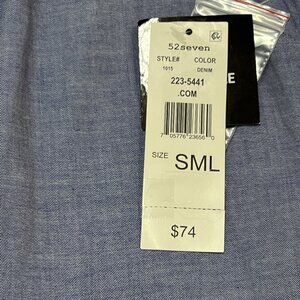 52seven
STYLE# COLOR
1015 DENIM
223-5441
.COM
7 05776 23656 0
SIZE SML
$74